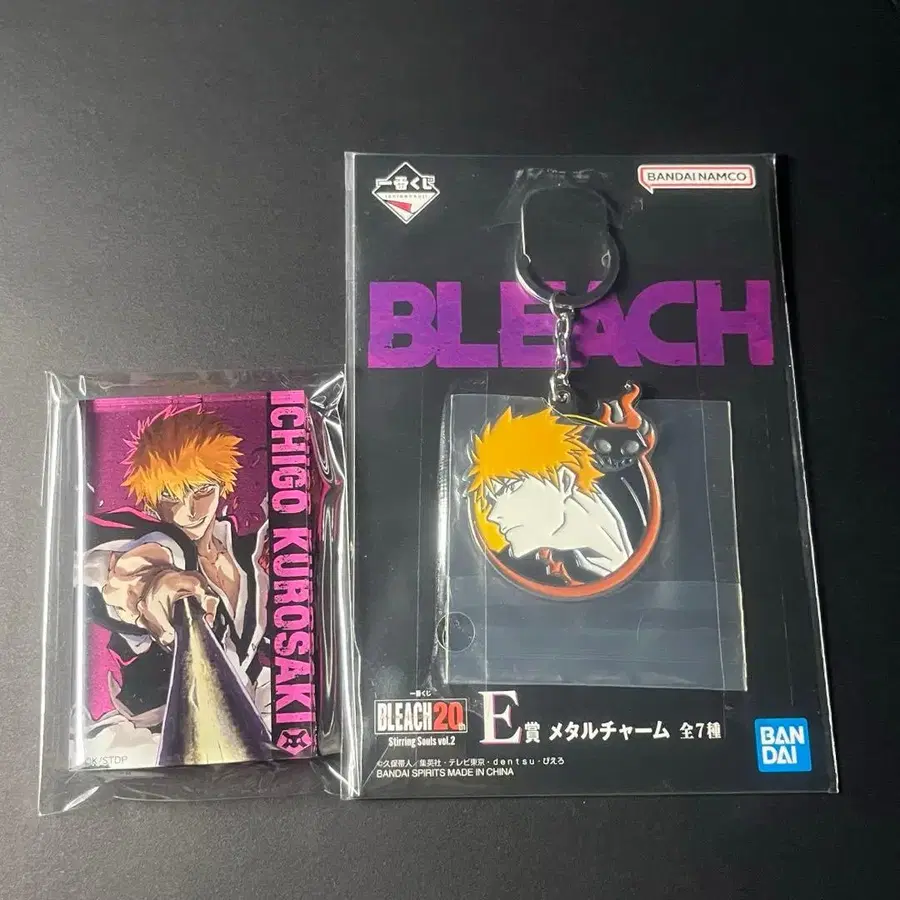 一番くじ
BANDAI NAMCO
BLEACH
ICHIGO KUROSAKI
一番くじ
BLEACH 20th
Stirring Souls vol.2
E賞 メタルチャーム 全7種
BAN
DAI
©久保帯人／集英社・テレビ東京・dentsu・ぴえろ
BANDAI SPIRITS MADE IN CHINA